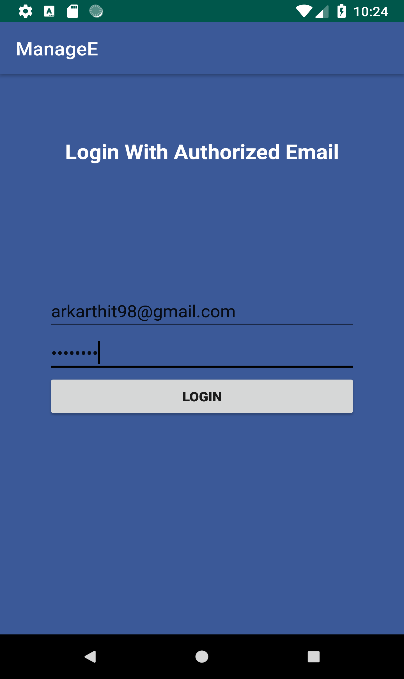 10:24
ManageE
Login With Authorized Email
arkarthit98@gmail.com
••••••••
LOGIN